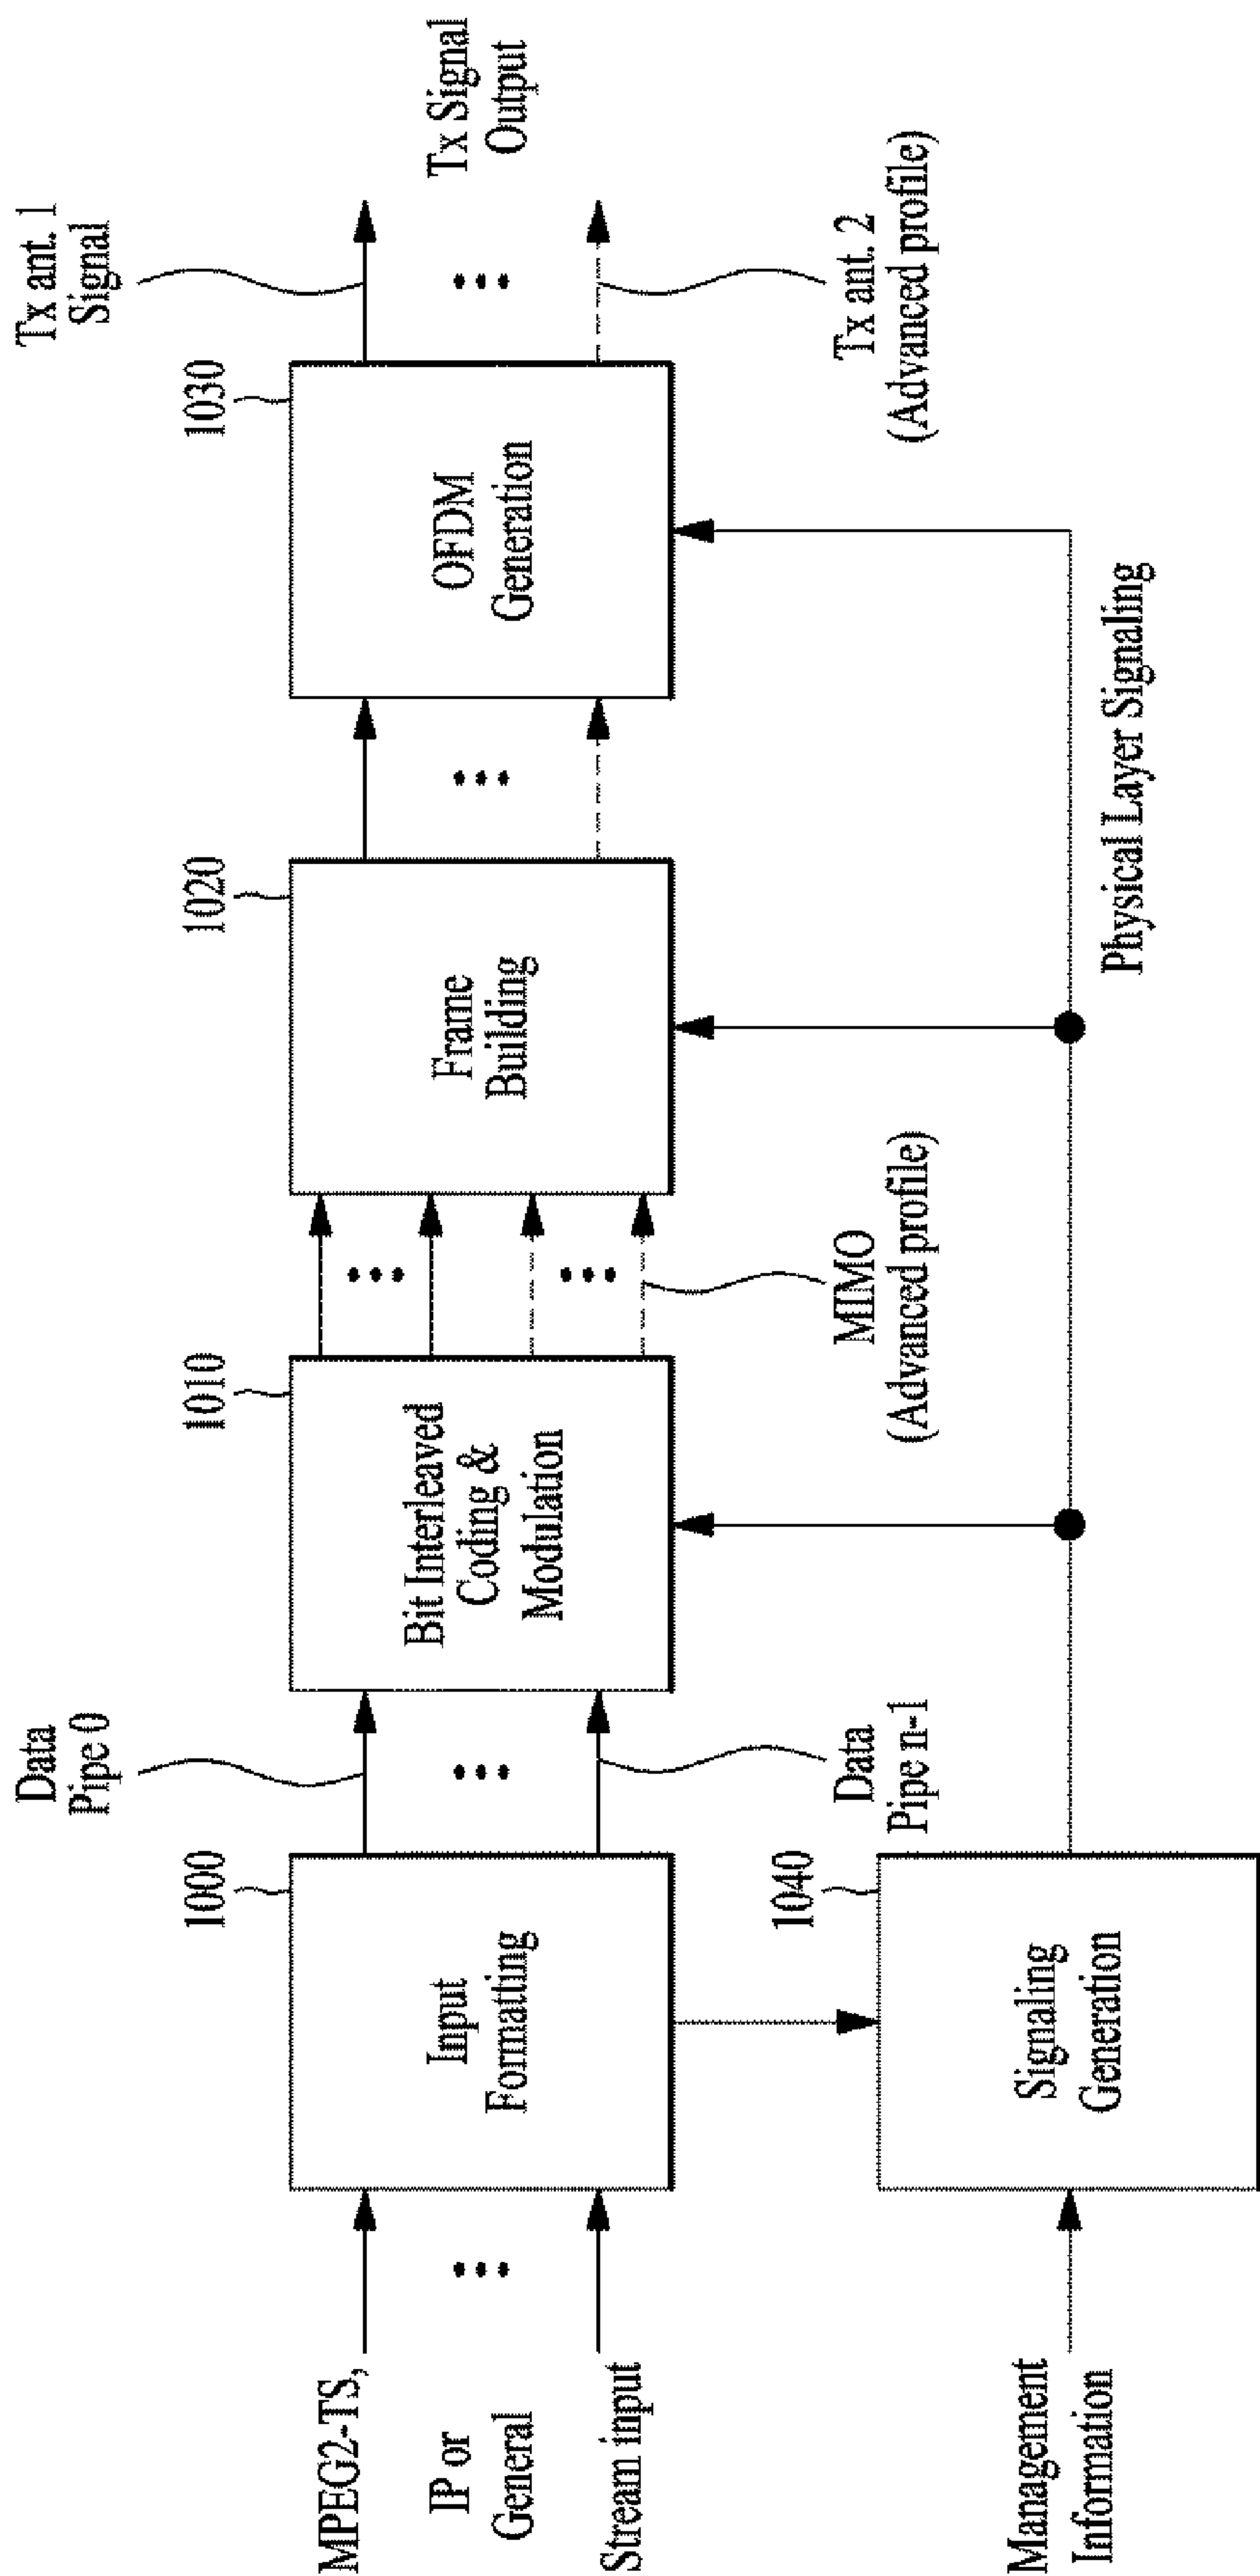 MPEG2-TS,
IP or
General
Stream input
Management
Information
1000
Input
Formatting
1040
Signaling
Generation
Data
Pipe 0
Data
Pipe n-1
1010
Bit Interleaved
Coding &
Modulation
MIMO
(Advanced profile)
1020
Frame
Building
Physical Layer Signaling
1030
OFDM
Generation
Tx ant. 1
Signal
Tx ant. 2
(Advanced profile)
Tx Signal
Output